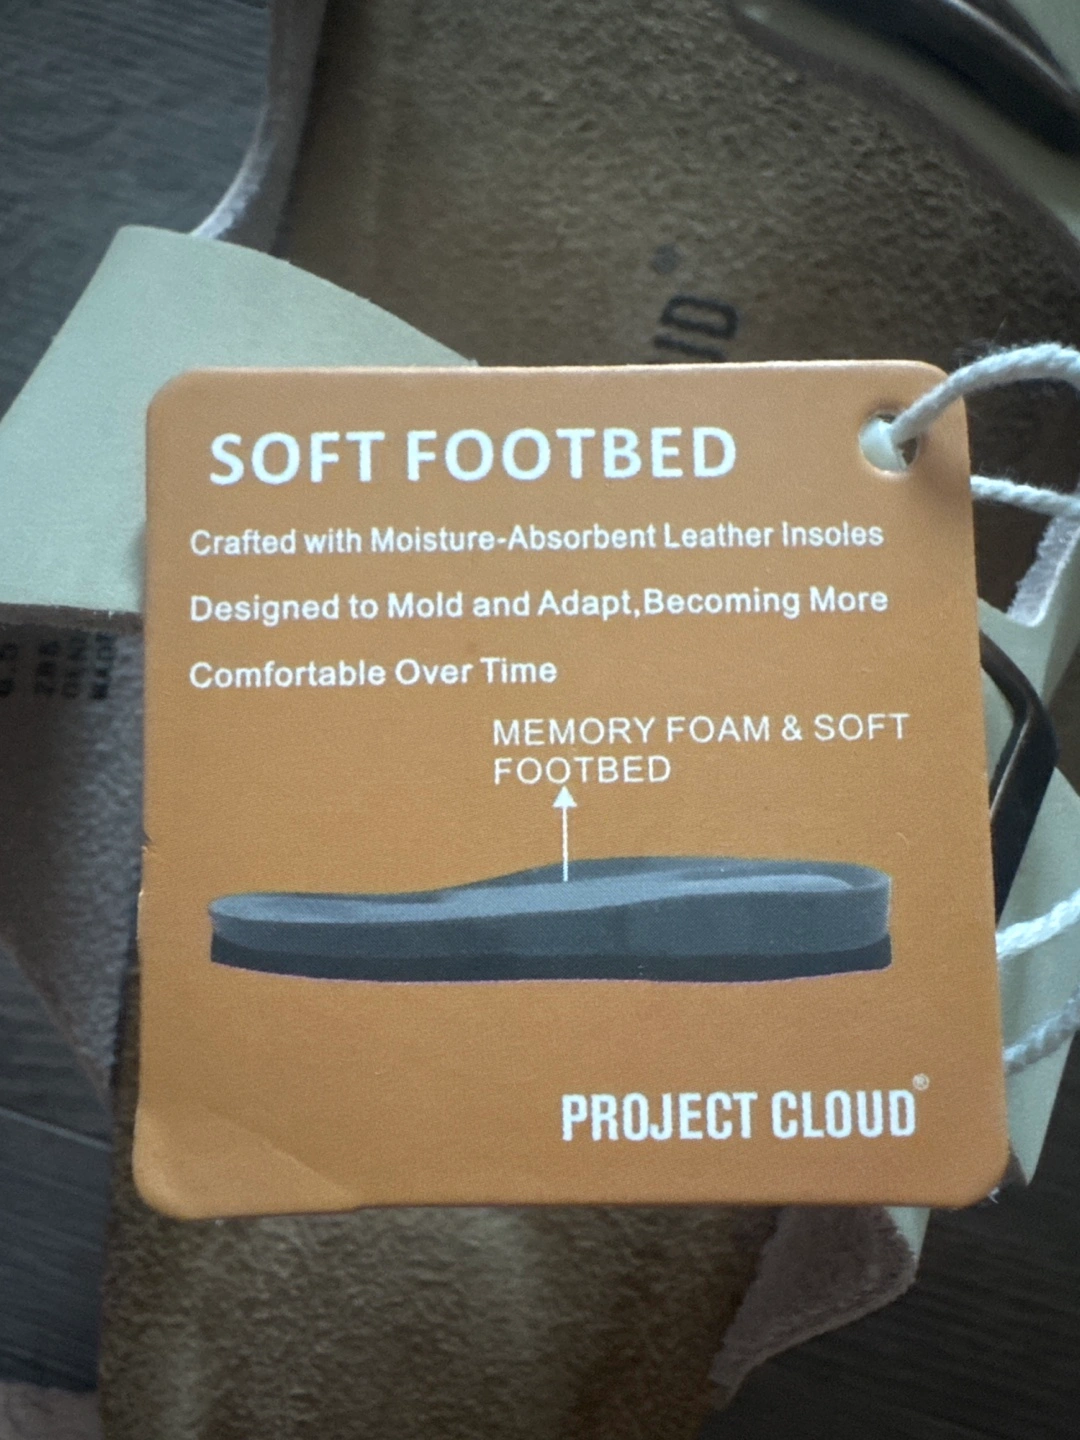 SOFT FOOTBED
Crafted with Moisture-Absorbent Leather Insoles
Designed to Mold and Adapt,Becoming More
Comfortable Over Time
MEMORY FOAM & SOFT
FOOTBED
PROJECT CLOUD®
UD